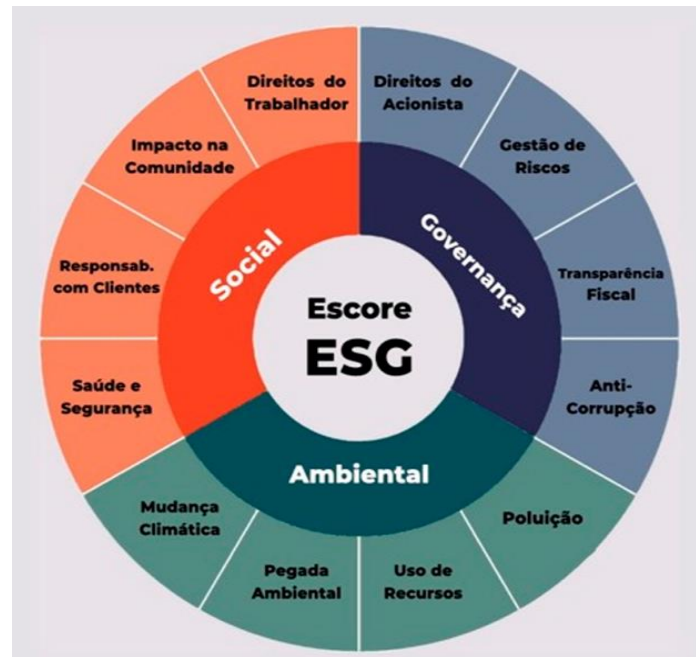 Escore
ESG
Social
Direitos do
Trabalhador
Impacto na
Comunidade
Responsab.
com Clientes
Saúde e
Segurança
Governança
Direitos do
Acionista
Gestão de
Riscos
Transparência
Fiscal
Anti-
Corrupção
Ambiental
Poluição
Uso de
Recursos
Pegada
Ambiental
Mudança
Climática